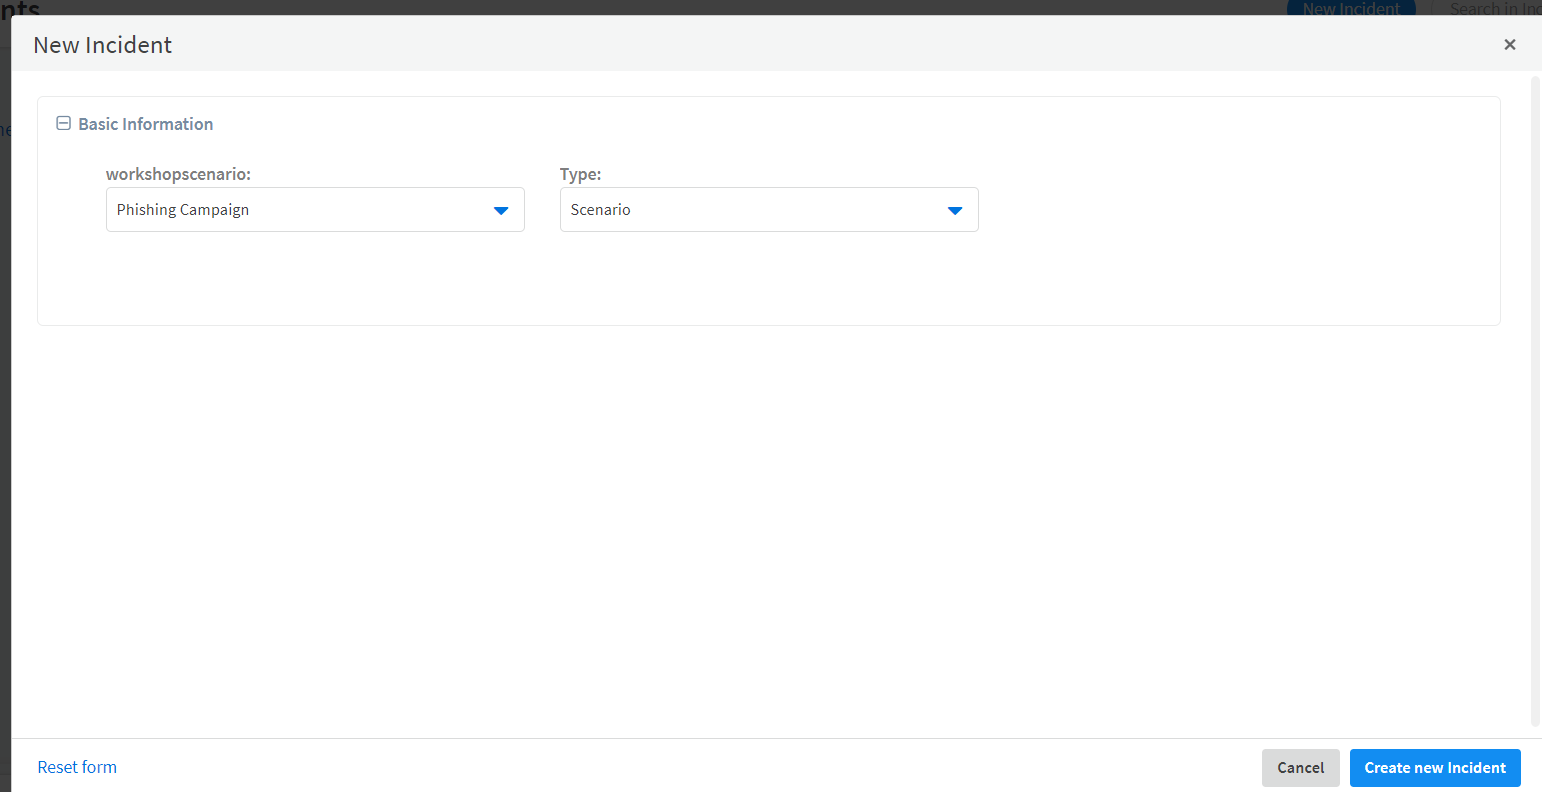 nts
New Incident
Search in Inc
New Incident
Basic Information
workshopscenario:
Type:
Phishing Campaign
Scenario
Reset form
Cancel
Create new Incident